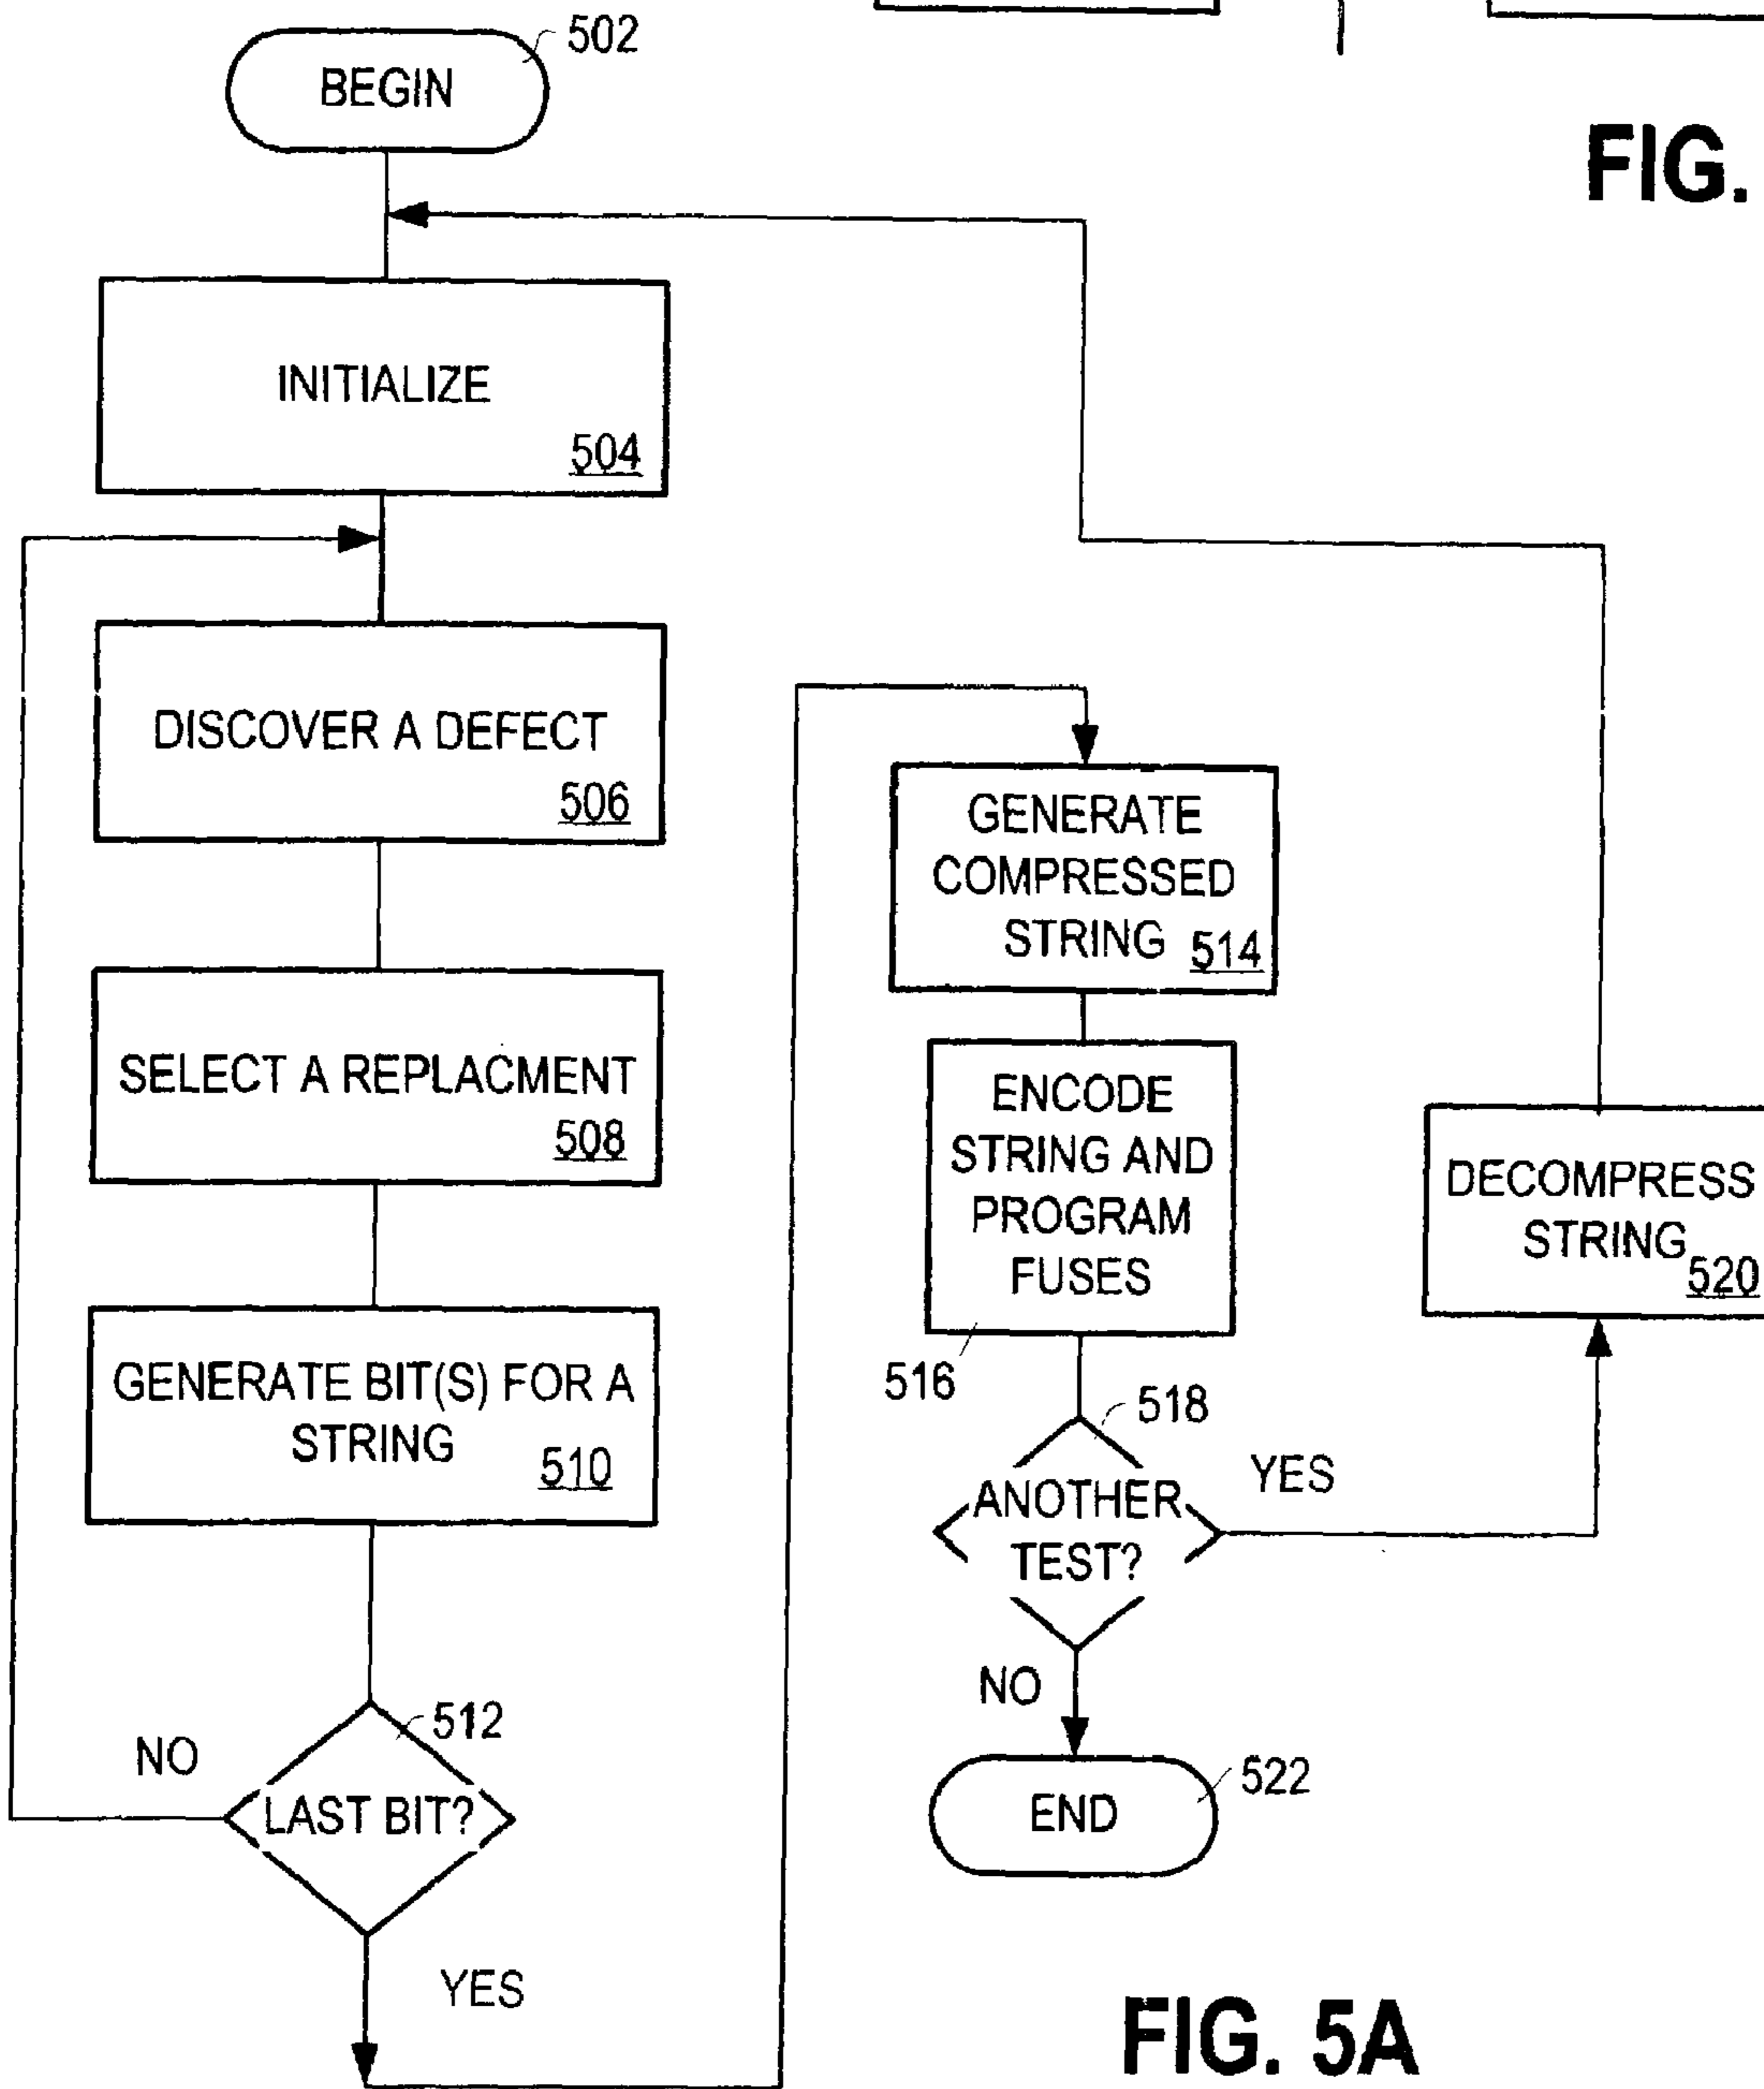 502
BEGIN
FIG.
INITIALIZE
504
DISCOVER A DEFECT
506
SELECT A REPLACMENT
508
GENERATE BIT(S) FOR A
STRING
510
512
NO
LAST BIT?
YES
GENERATE
COMPRESSED
STRING
514
ENCODE
STRING AND
PROGRAM
FUSES
516
518
ANOTHER
TEST?
YES
DECOMPRESS
STRING
520
NO
522
END
FIG. 5A